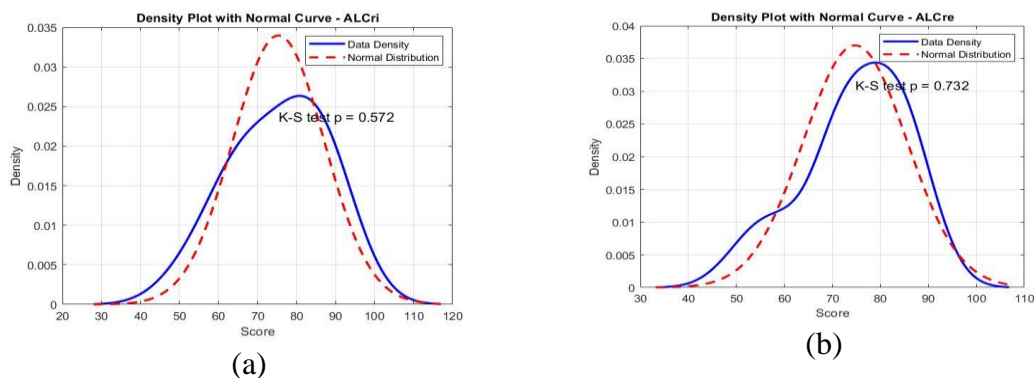 Density Plot with Normal Curve - ALCri
0.035
0.03
0.025
0.02
0.015
0.01
0.005
0
Density
Data Density
Normal Distribution
K-S test p = 0.572
20 30 40 50 60 70 80 90 100 110 120
Score
(a)
Density Plot with Normal Curve - ALCre
0.04
0.035
0.03
0.025
0.02
0.015
0.01
0.005
0
Density
Data Density
Normal Distribution
K-S test p = 0.732
30 40 50 60 70 80 90 100 110
Score
(b)